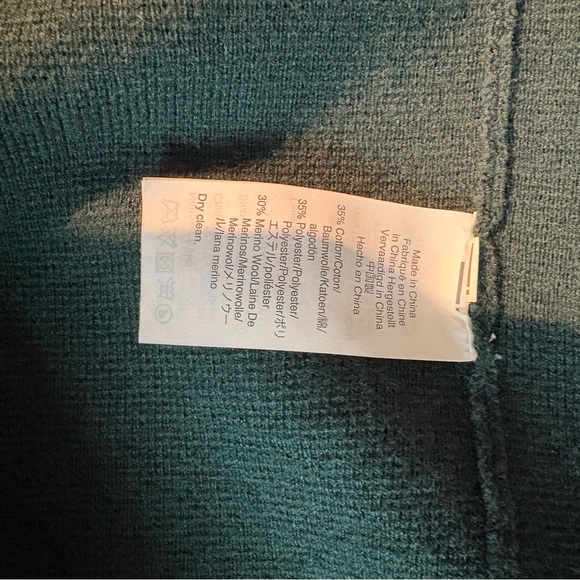 Made in China
Fabriqué en Chine
in China Hergestellt
Vervaardigd in China
中国製
Hecho en China
35% Cotton/Coton/
Baumwolle/Katoen/綿/
algodón
35% Polyester/Polyester/
Polyester/Polyester/ポリ
エステル/poliéster
30% Merino Wool/Laine De
Merinos/Merinowolle/
Merinowol/メリノウー
ル/lana merino
Dry clean.